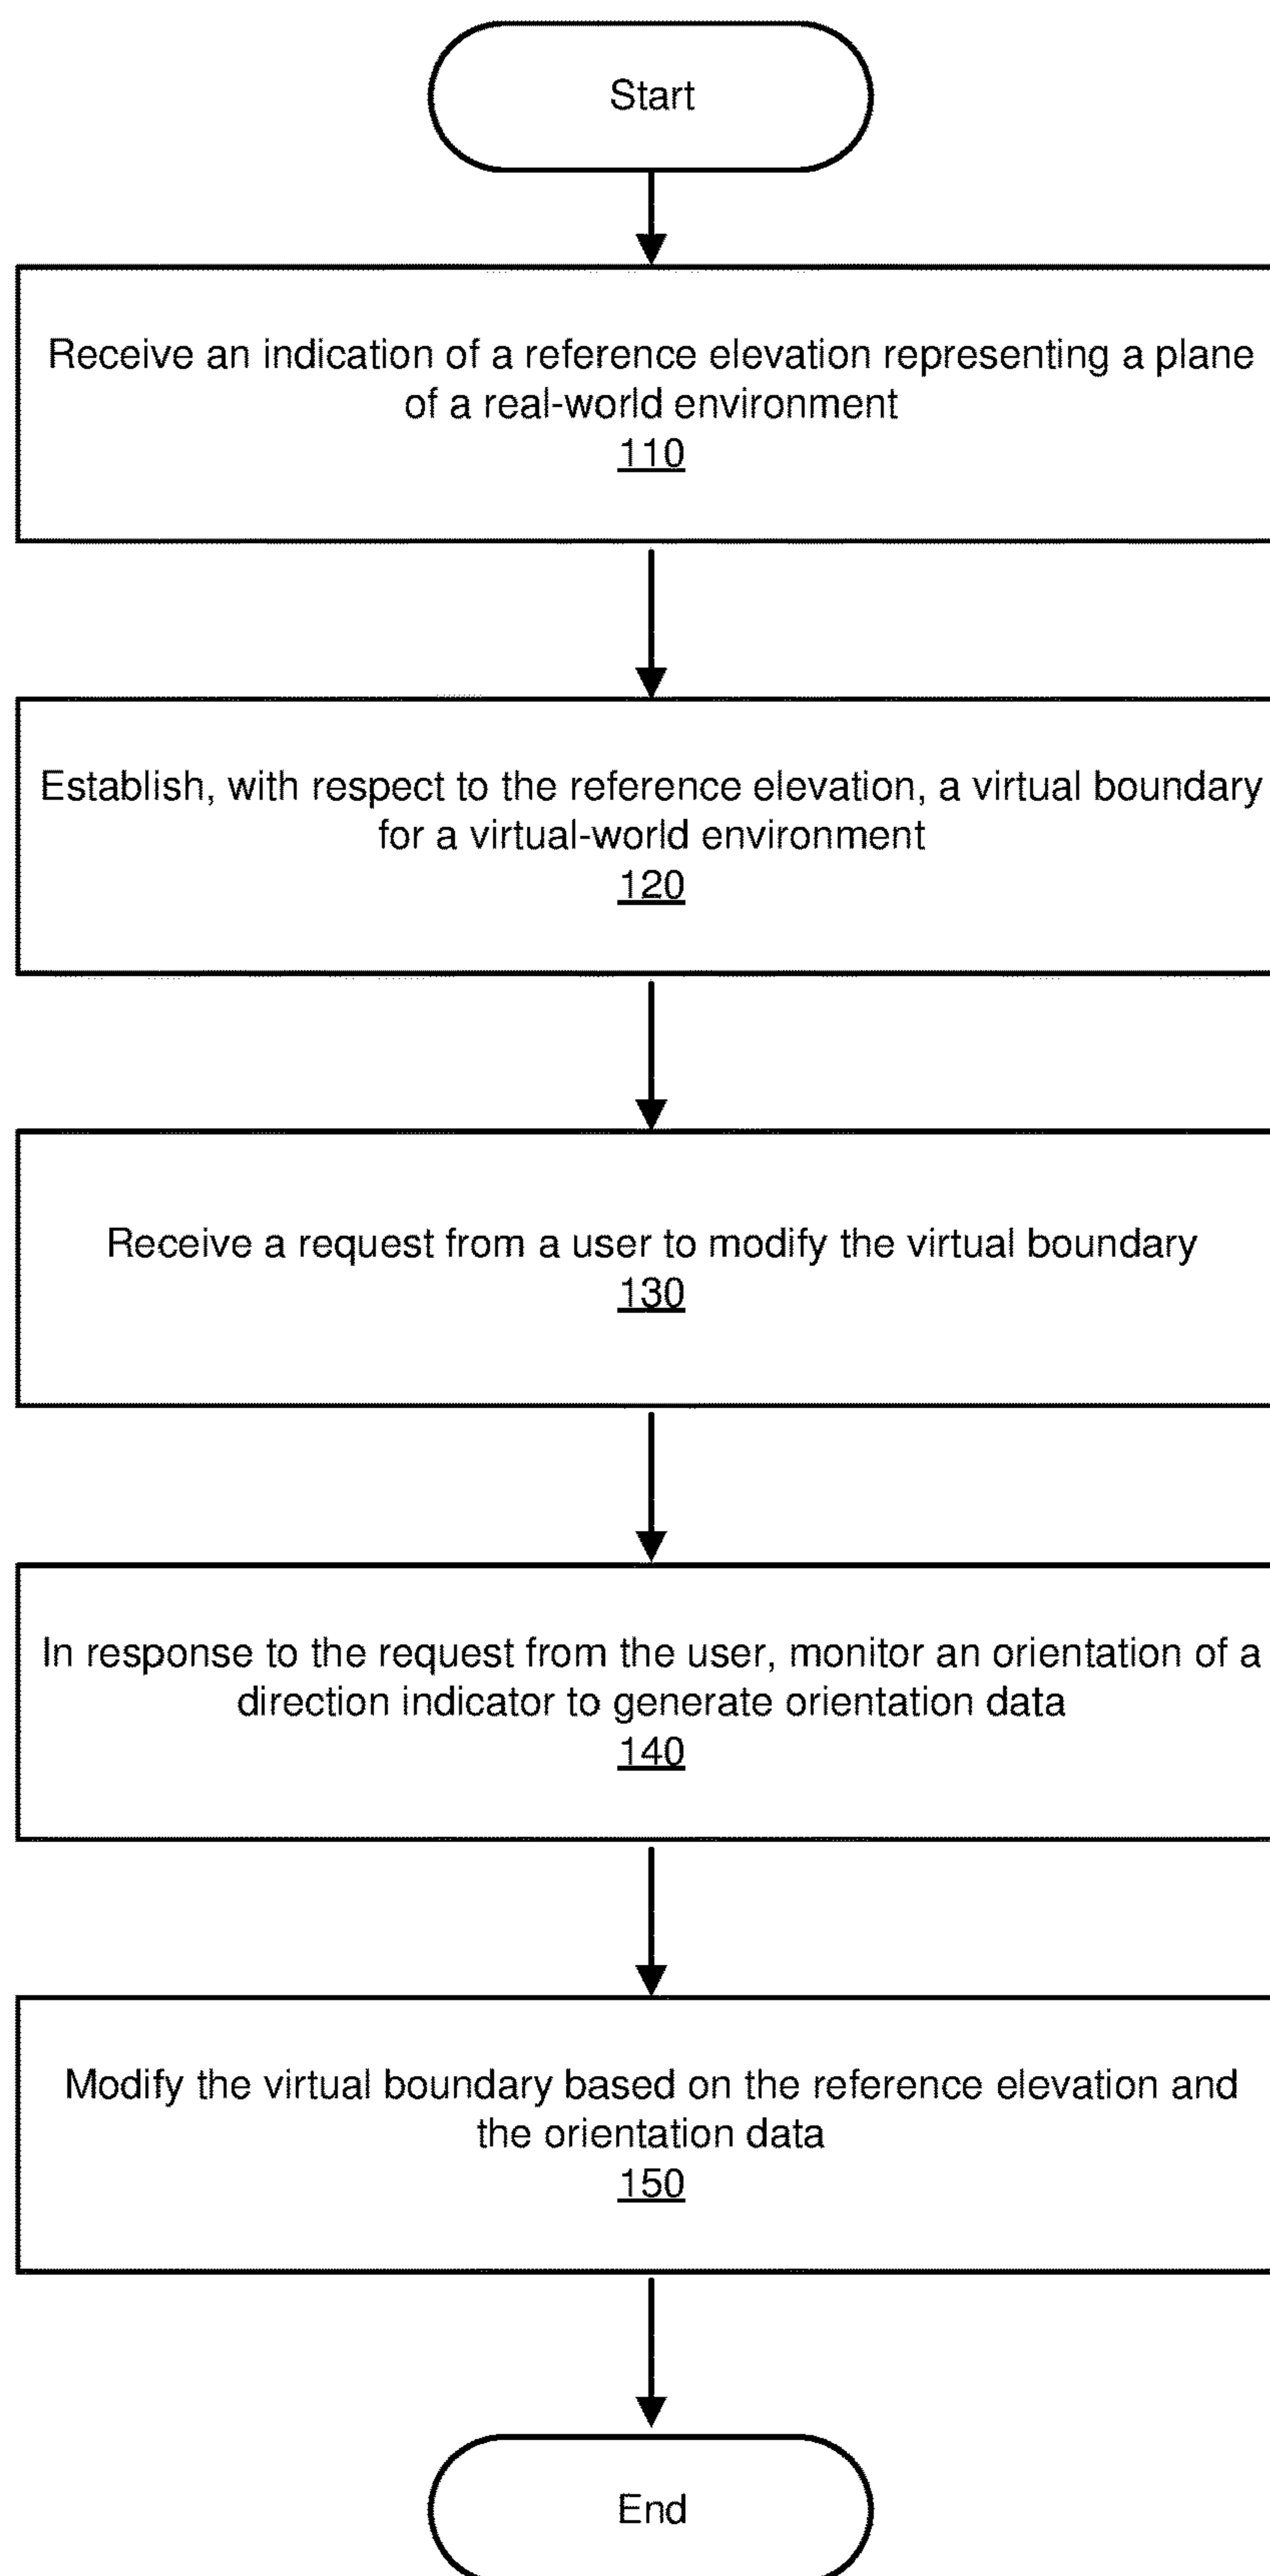 Start
Receive an indication of a reference elevation representing a plane
of a real-world environment
110
Establish, with respect to the reference elevation, a virtual boundary
for a virtual-world environment
120
Receive a request from a user to modify the virtual boundary
130
In response to the request from the user, monitor an orientation of a
direction indicator to generate orientation data
140
Modify the virtual boundary based on the reference elevation and
the orientation data
150
End